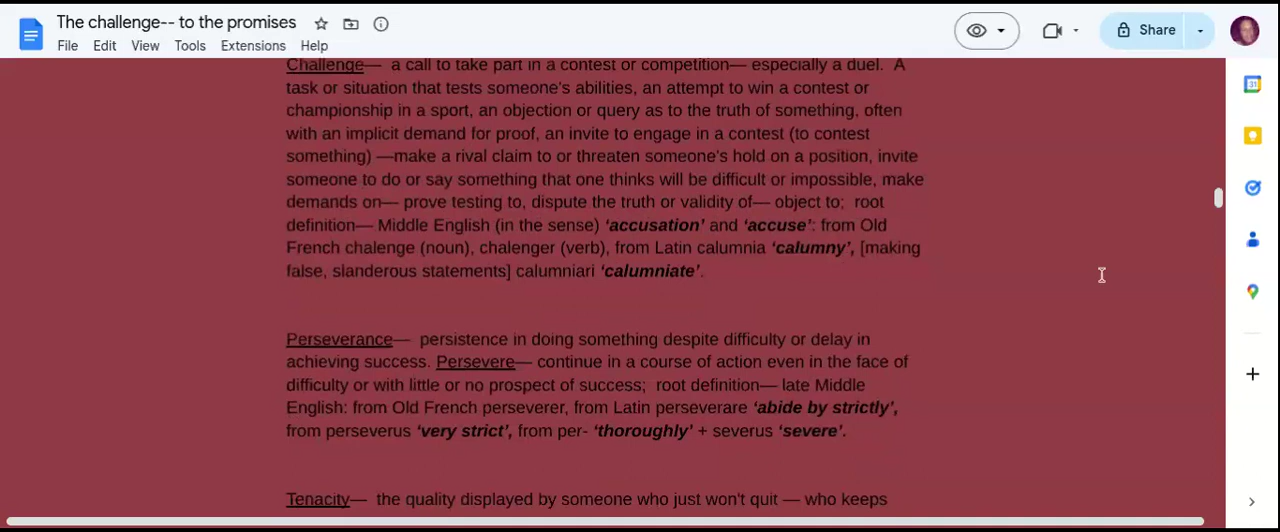 The challenge-- to the promises
File Edit View Tools Extensions Help
Share
Challenge— a call to take part in a contest or competition— especially a duel. A
task or situation that tests someone's abilities, an attempt to win a contest or
championship in a sport, an objection or query as to the truth of something, often
with an implicit demand for proof, an invite to engage in a contest (to contest
something) —make a rival claim to or threaten someone's hold on a position, invite
someone to do or say something that one thinks will be difficult or impossible, make
demands on— prove testing to, dispute the truth or validity of— object to; root
definition— Middle English (in the sense) ‘accusation’ and ‘accuse’: from Old
French chalenge (noun), chalenger (verb), from Latin calumnia ‘calumny’, [making
false, slanderous statements] calumniari ‘calumniate’.
Perseverance— persistence in doing something despite difficulty or delay in
achieving success. Persevere— continue in a course of action even in the face of
difficulty or with little or no prospect of success; root definition— late Middle
English: from Old French perseverer, from Latin perseverare ‘abide by strictly’,
from perseverus ‘very strict’, from per- ‘thoroughly’ + severus ‘severe’.
Tenacity— the quality displayed by someone who just won't quit — who keeps